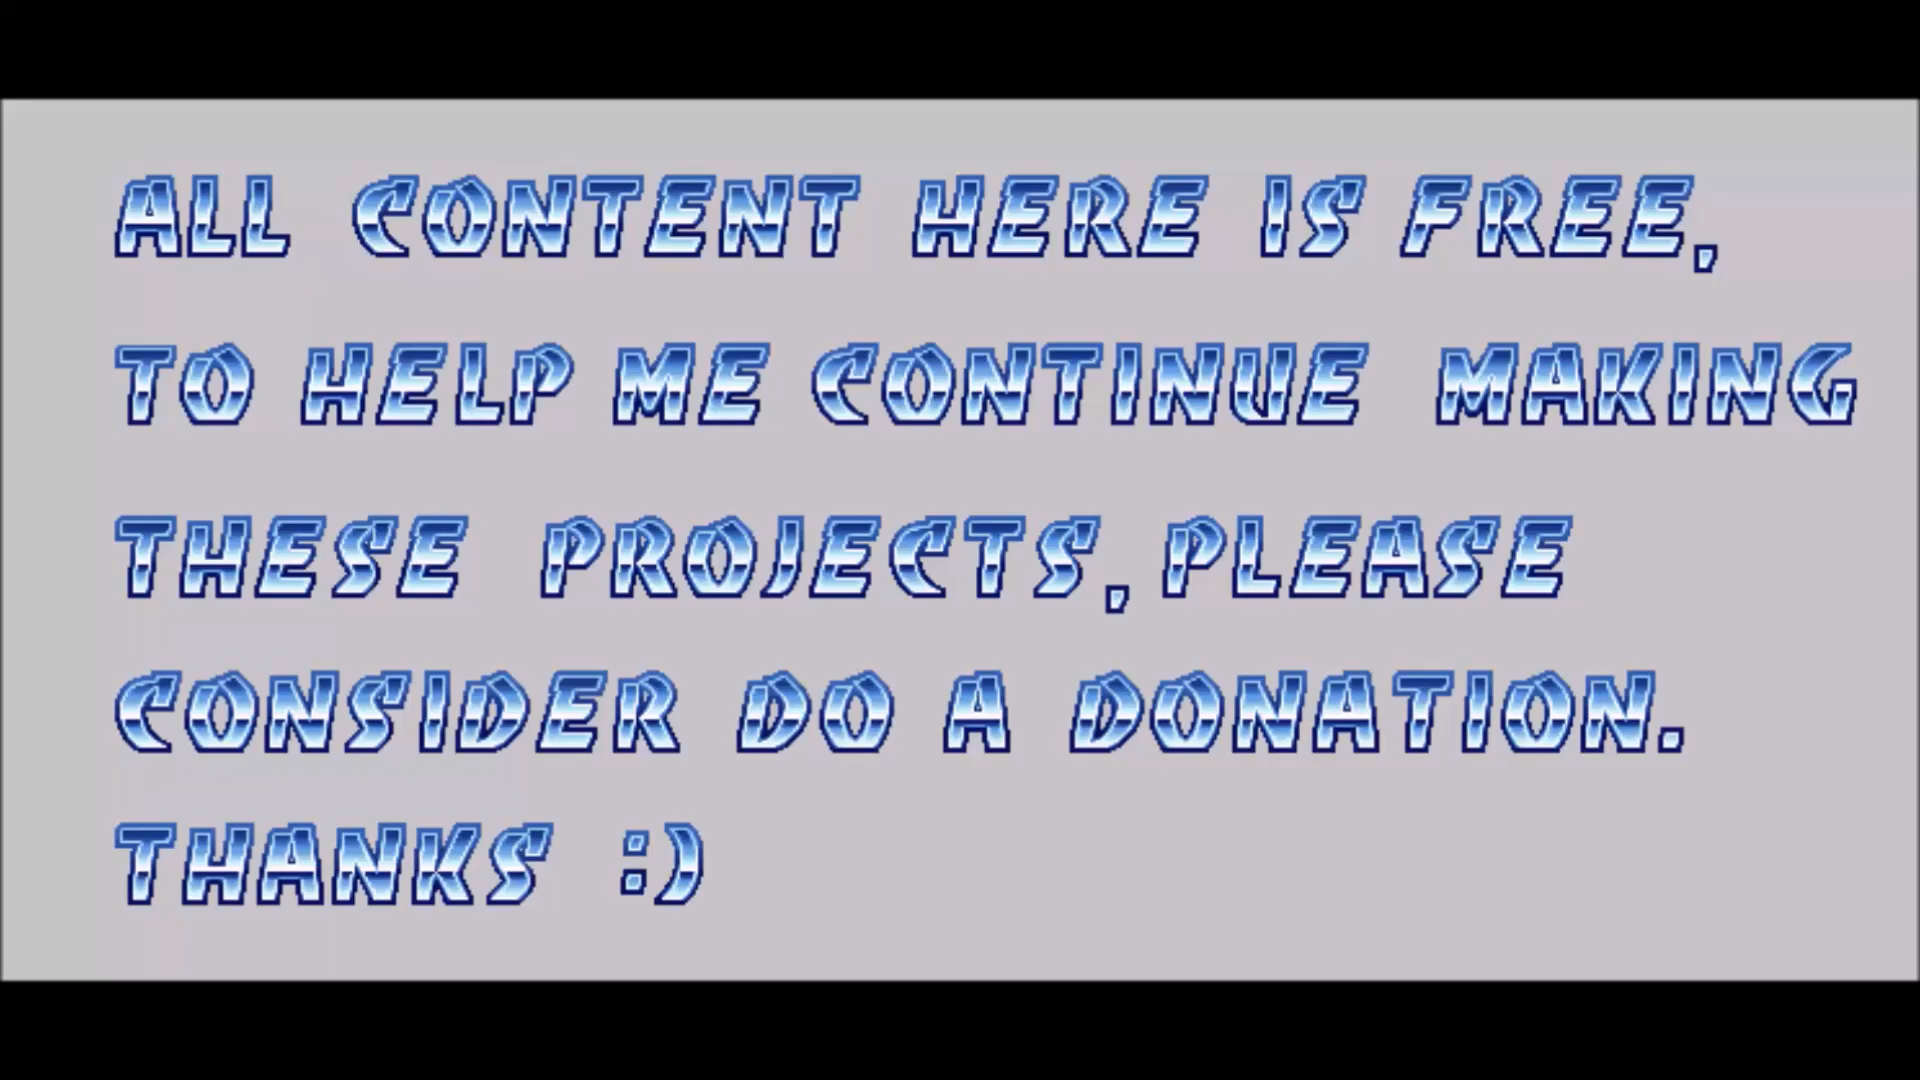 ALL CONTENT HERE IS FREE,
TO HELP ME CONTINUE MAKING
THESE PROJECTS, PLEASE
CONSIDER DO A DONATION.
THANKS :)